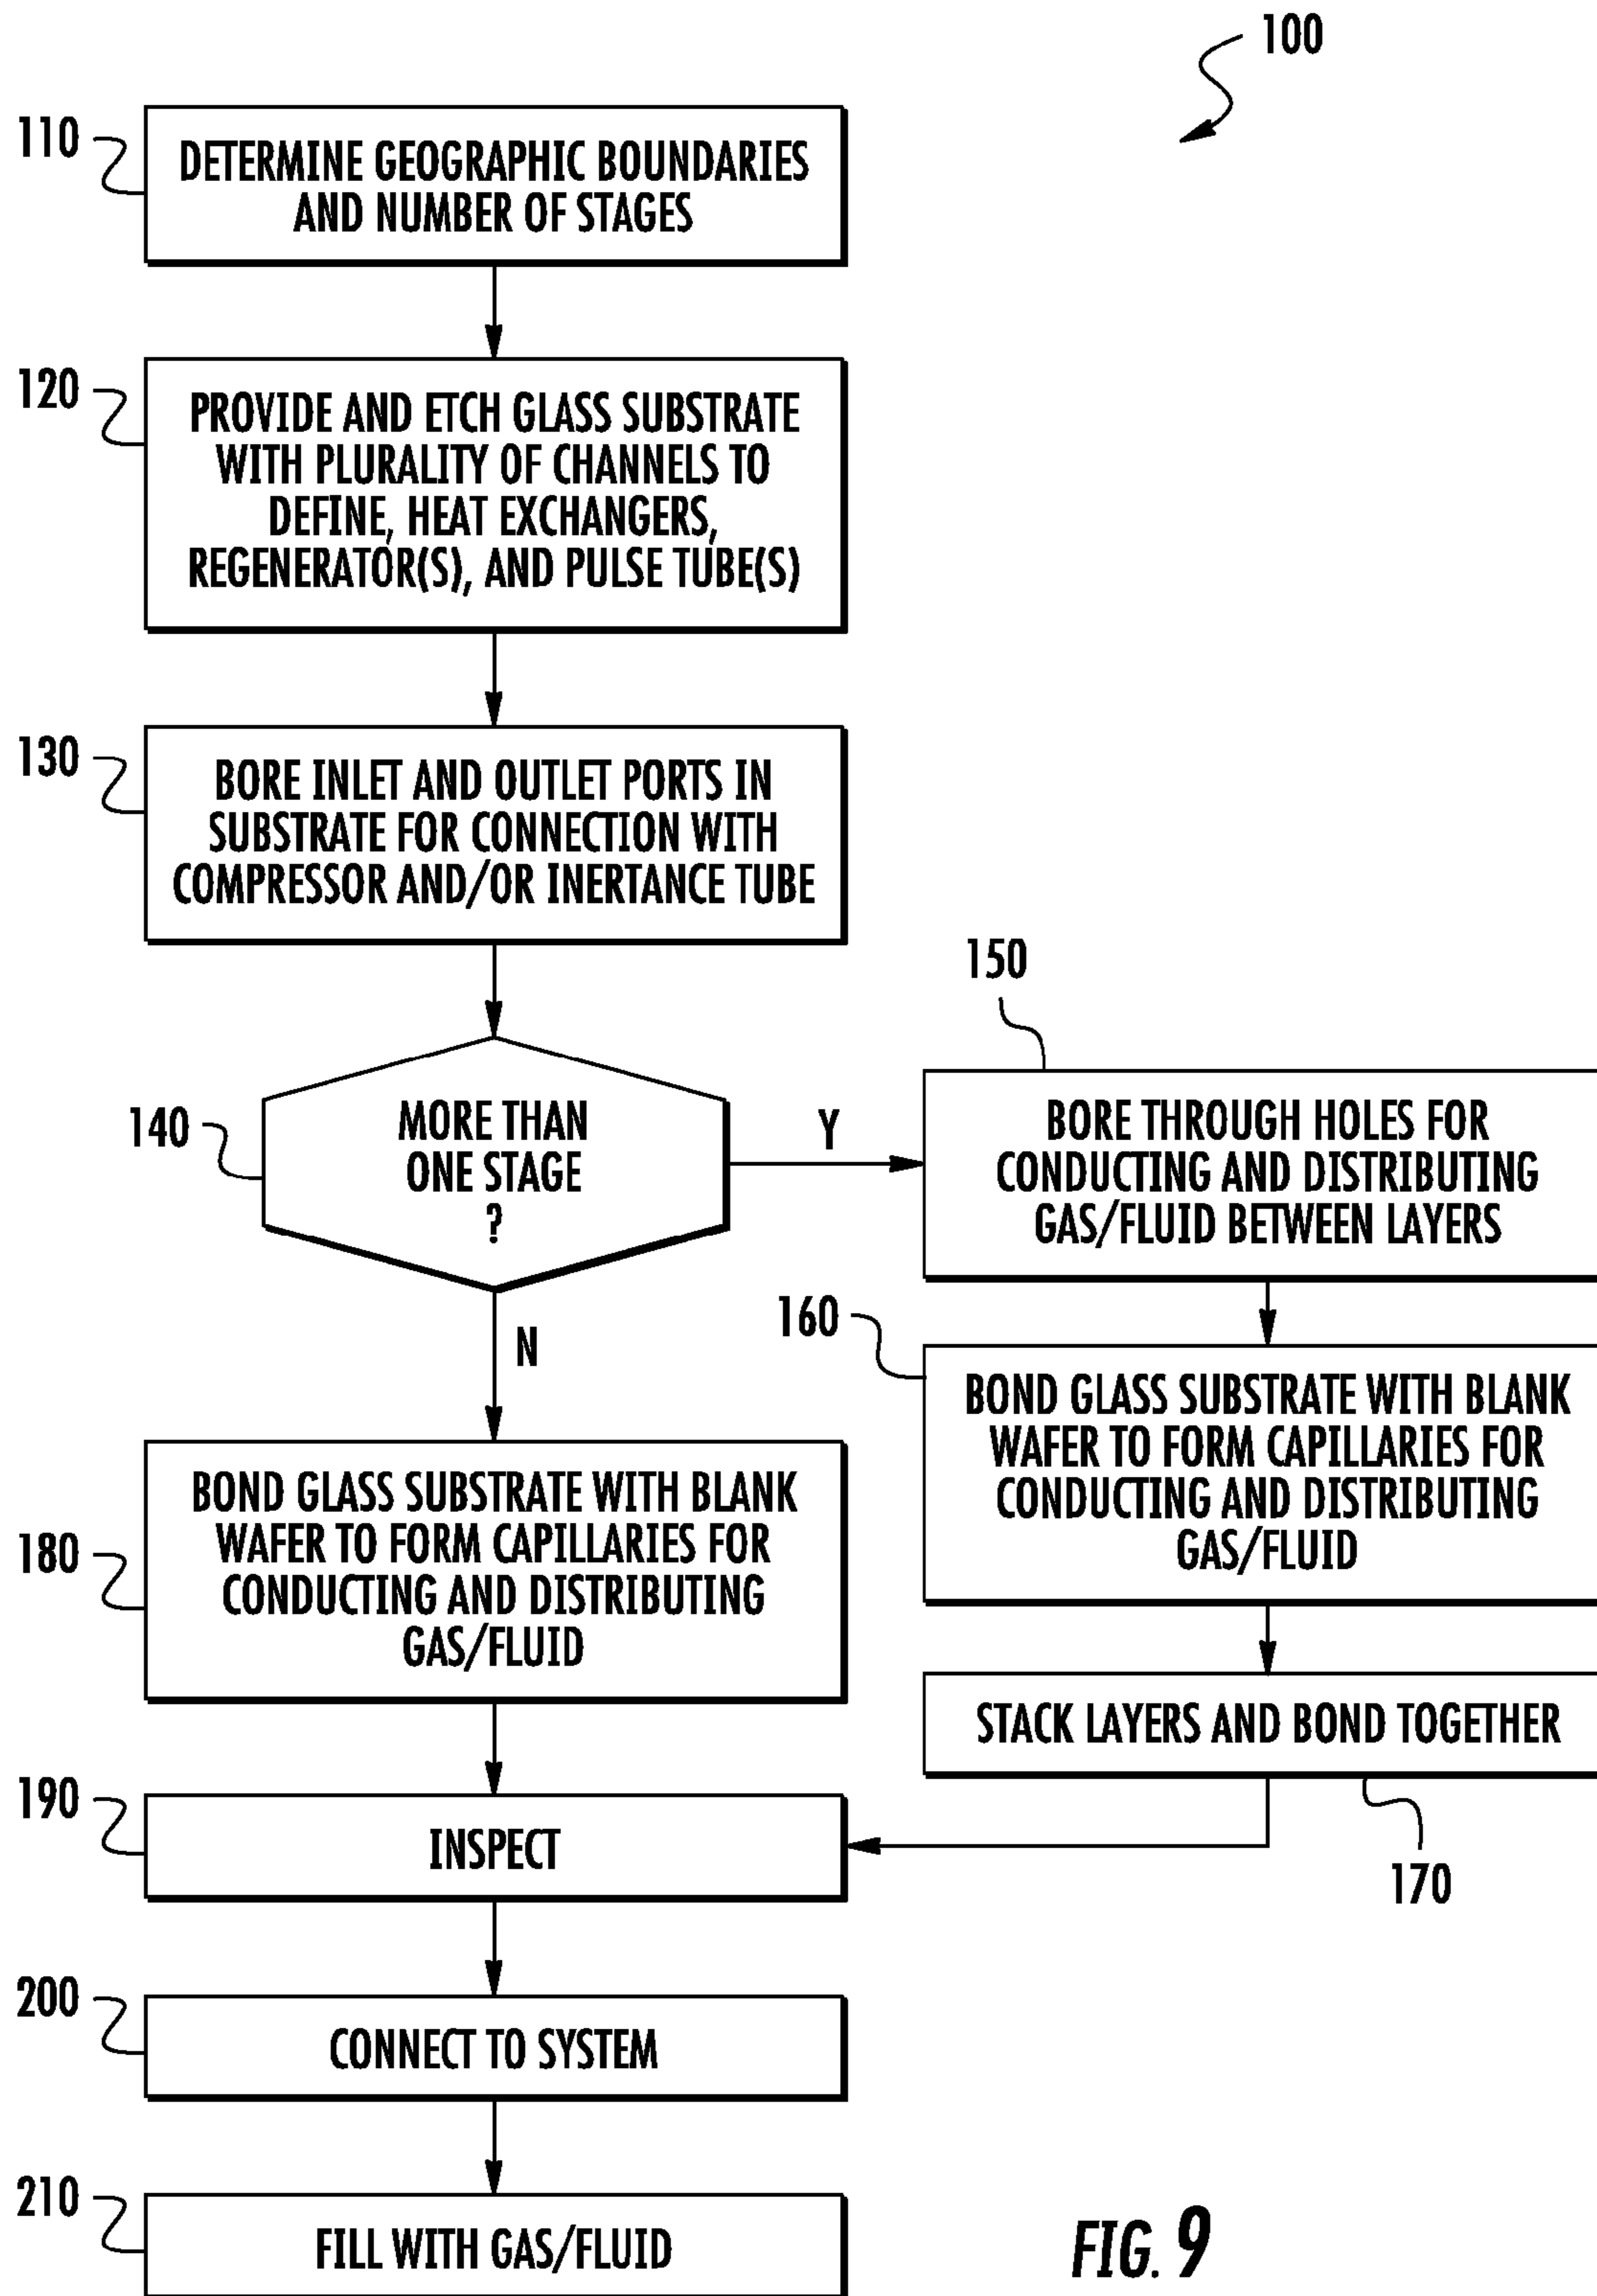 100
110
DETERMINE GEOGRAPHIC BOUNDARIES
AND NUMBER OF STAGES
120
PROVIDE AND ETCH GLASS SUBSTRATE
WITH PLURALITY OF CHANNELS TO
DEFINE, HEAT EXCHANGERS,
REGENERATOR(S), AND PULSE TUBE(S)
130
BORE INLET AND OUTLET PORTS IN
SUBSTRATE FOR CONNECTION WITH
COMPRESSOR AND/OR INERTANCE TUBE
140
MORE THAN
ONE STAGE
?
Y
N
150
BORE THROUGH HOLES FOR
CONDUCTING AND DISTRIBUTING
GAS/FLUID BETWEEN LAYERS
160
BOND GLASS SUBSTRATE WITH BLANK
WAFER TO FORM CAPILLARIES FOR
CONDUCTING AND DISTRIBUTING
GAS/FLUID
STACK LAYERS AND BOND TOGETHER
170
180
BOND GLASS SUBSTRATE WITH BLANK
WAFER TO FORM CAPILLARIES FOR
CONDUCTING AND DISTRIBUTING
GAS/FLUID
190
INSPECT
200
CONNECT TO SYSTEM
210
FILL WITH GAS/FLUID
FIG. 9